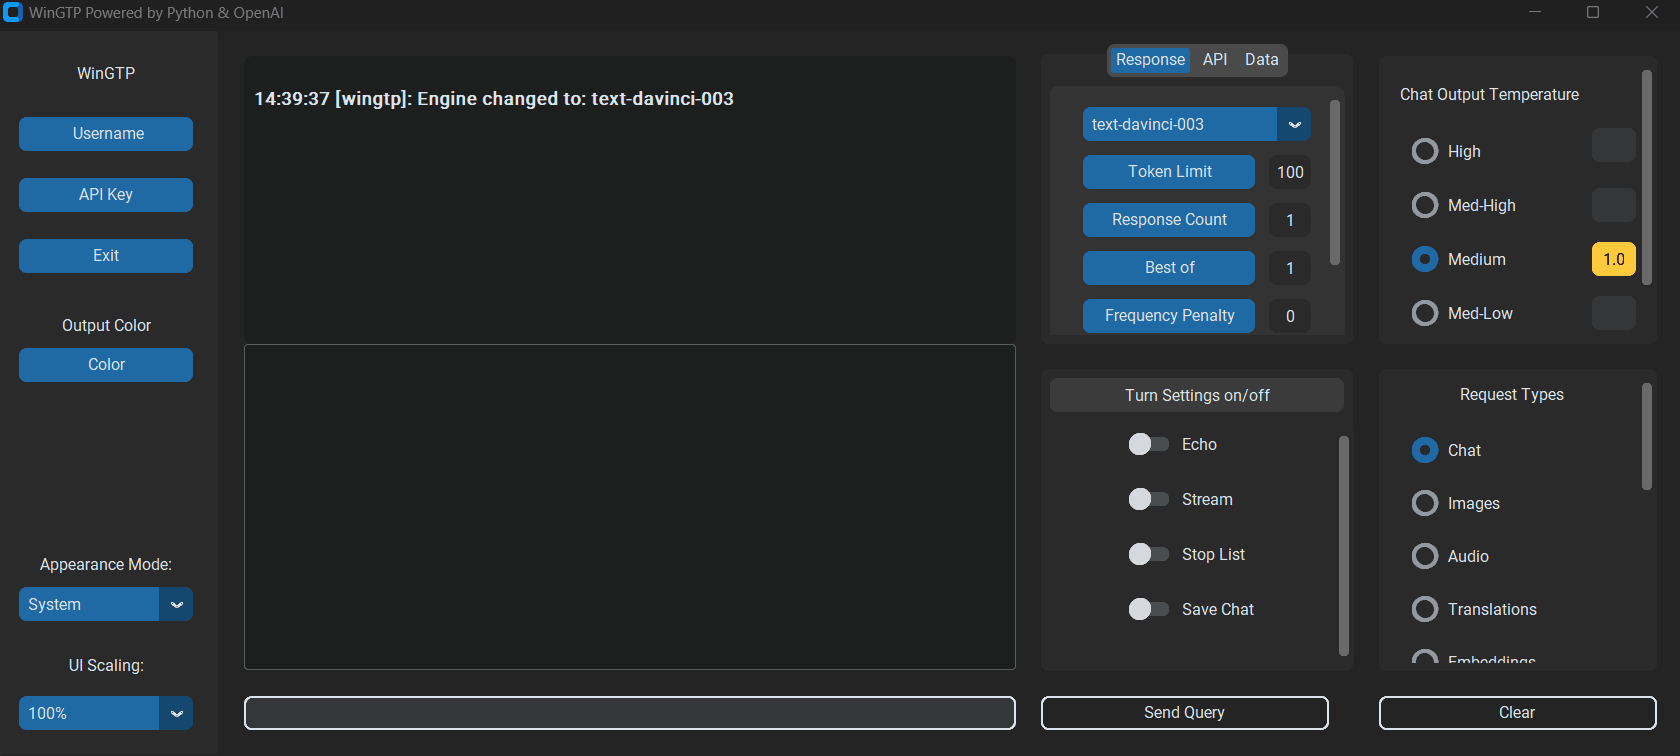 WinGTP Powered by Python & OpenAI
WinGTP
Username
API Key
Exit
Output Color
Color
Appearance Mode:
System
UI Scaling:
100%
14:39:37 [wingtp]: Engine changed to: text-davinci-003
Response API Data
text-davinci-003
Token Limit 100
Response Count 1
Best of 1
Frequency Penalty 0
Chat Output Temperature
High
Med-High
Medium 1.0
Med-Low
Turn Settings on/off
Echo
Stream
Stop List
Save Chat
Request Types
Chat
Images
Audio
Translations
Embeddings
Send Query
Clear